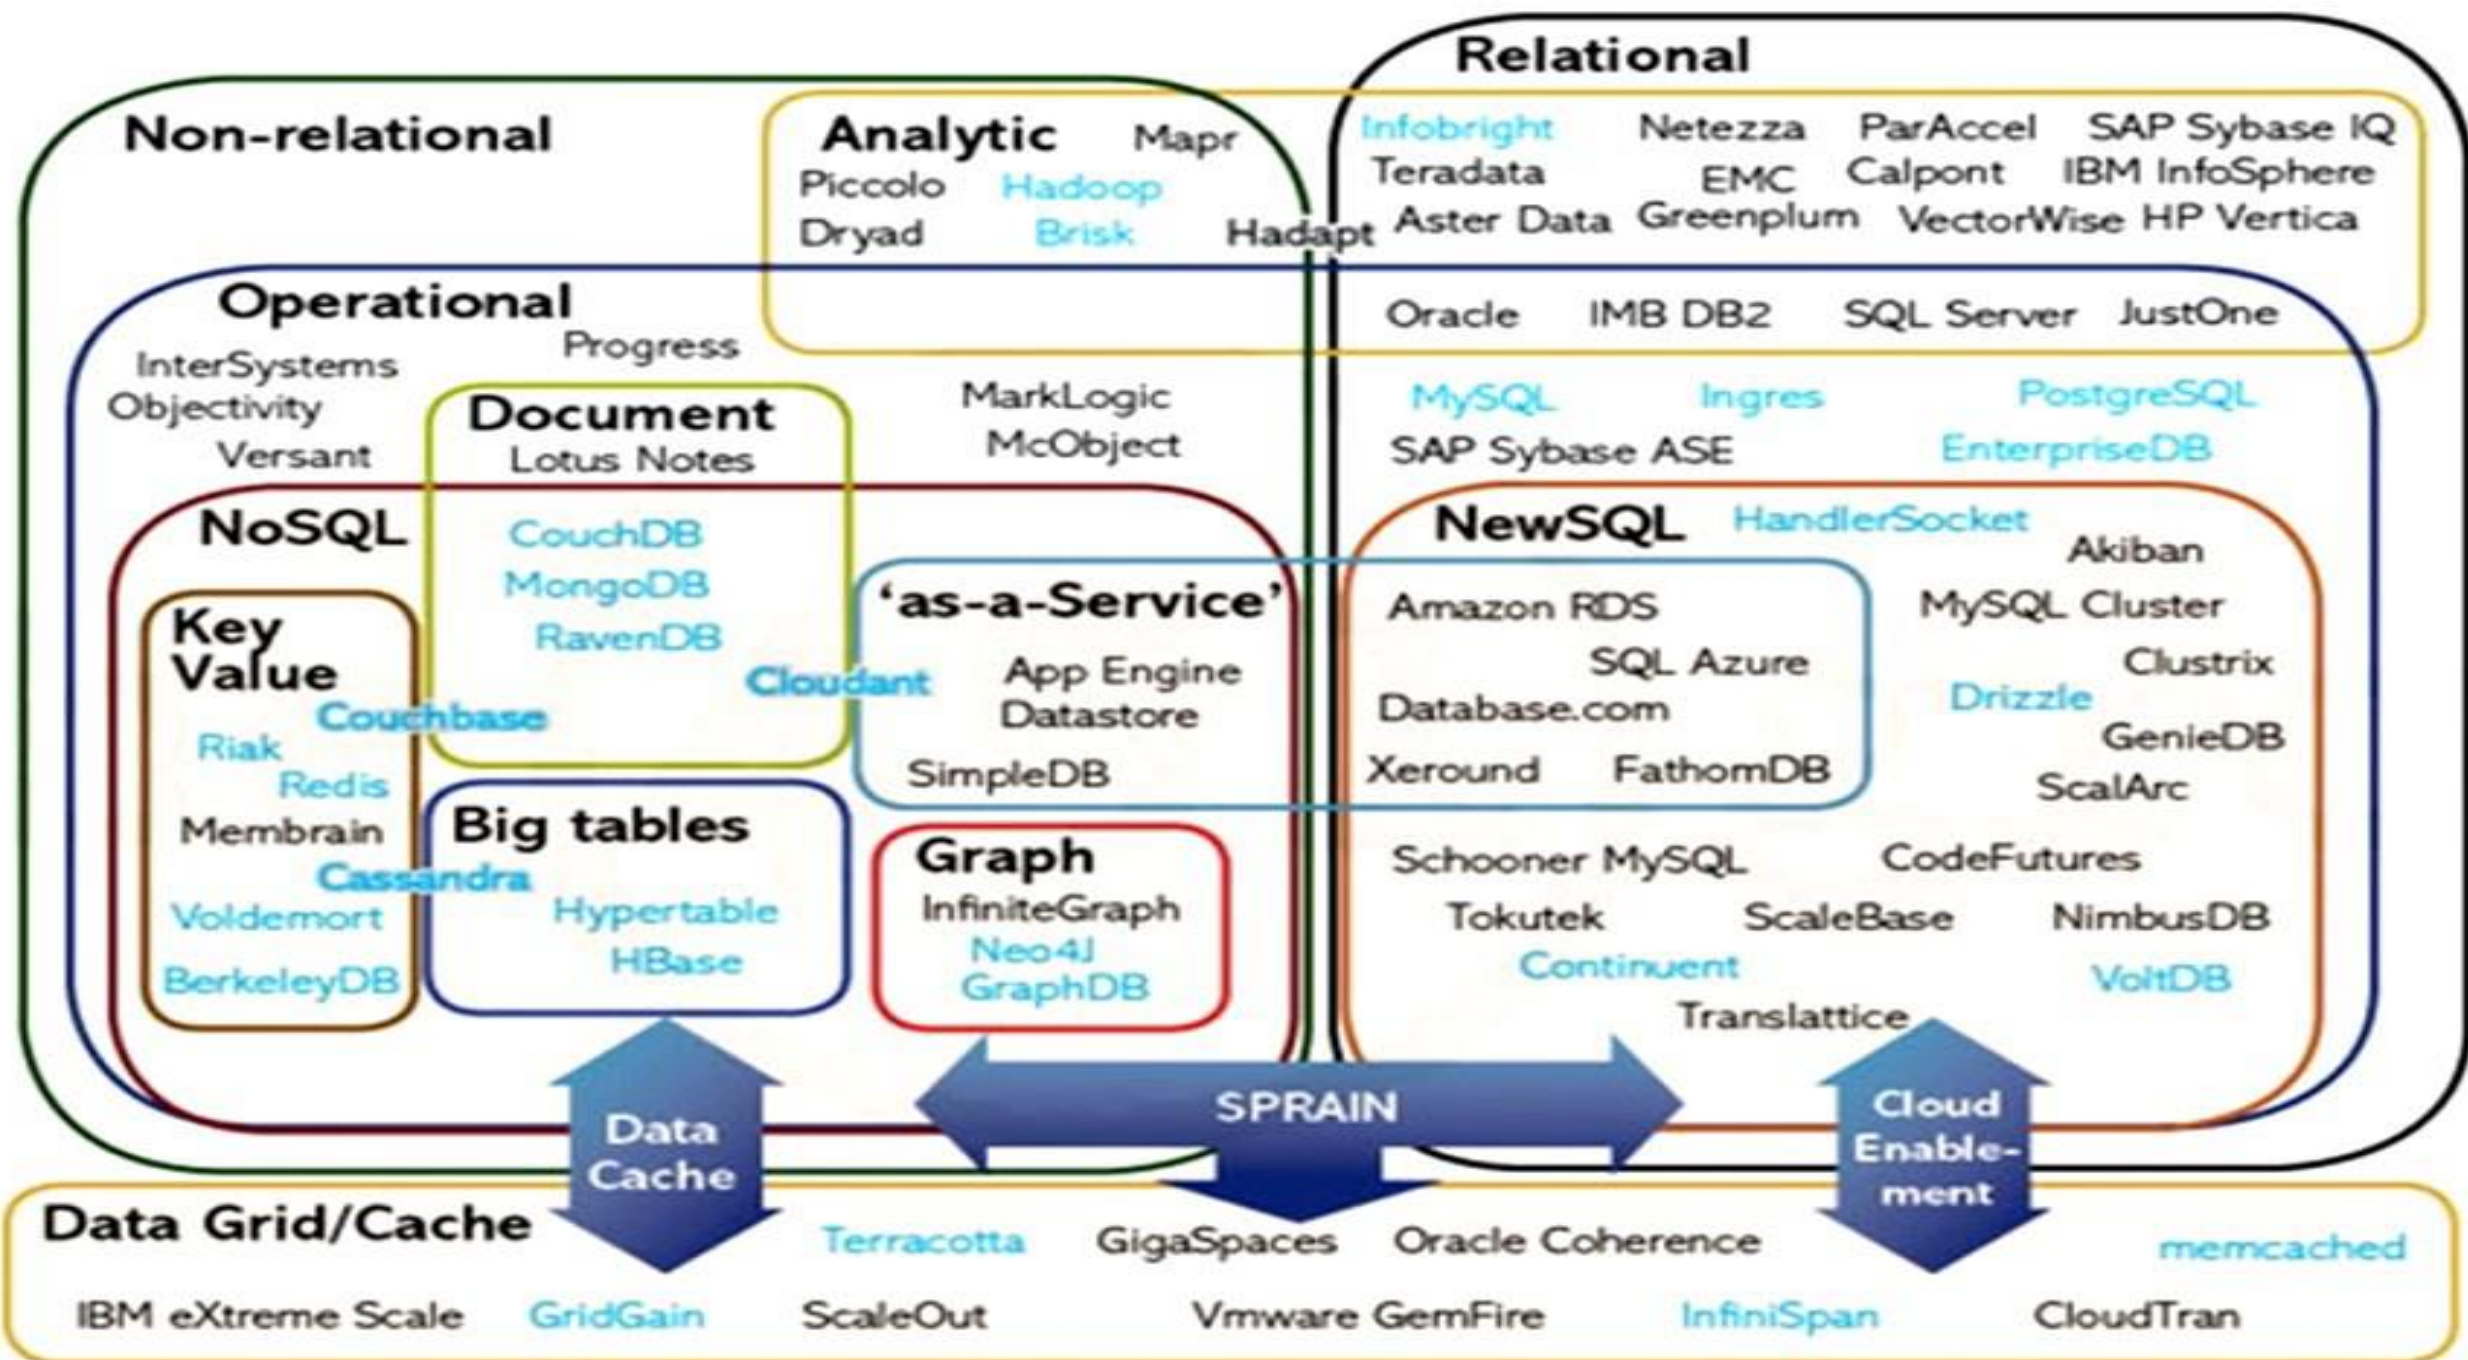 Relational
Non-relational
Analytic Mapr
Piccolo Hadoop
Dryad Brisk Hadapt
Infobright Netezza ParAccel SAP Sybase IQ
Teradata EMC Calpont IBM InfoSphere
Aster Data Greenplum VectorWise HP Vertica
Operational
Progress
InterSystems
Objectivity
Versant
Oracle IMB DB2 SQL Server JustOne
Document
Lotus Notes
MarkLogic
McObject
MySQL Ingres PostgreSQL
SAP Sybase ASE EnterpriseDB
NoSQL
CouchDB
MongoDB
RavenDB
Cloudant
Key
Value
Couchbase
Riak
Redis
Membrain
Cassandra
Voldemort
BerkeleyDB
Big tables
Hypertable
HBase
'as-a-Service'
App Engine
Datastore
SimpleDB
Graph
InfiniteGraph
Neo4J
GraphDB
NewSQL HandlerSocket
Akiban
Amazon RDS MySQL Cluster
SQL Azure Clustrix
Database.com Drizzle
GenieDB
Xeround FathomDB ScalArc
Schooner MySQL CodeFutures
Tokutek ScaleBase NimbusDB
Continuent VoltDB
Translattice
Data
Cache
SPRAIN
Cloud
Enable-
ment
Data Grid/Cache
Terracotta GigaSpaces Oracle Coherence memcached
IBM eXtreme Scale GridGain ScaleOut Vmware GemFire InfiniSpan CloudTran